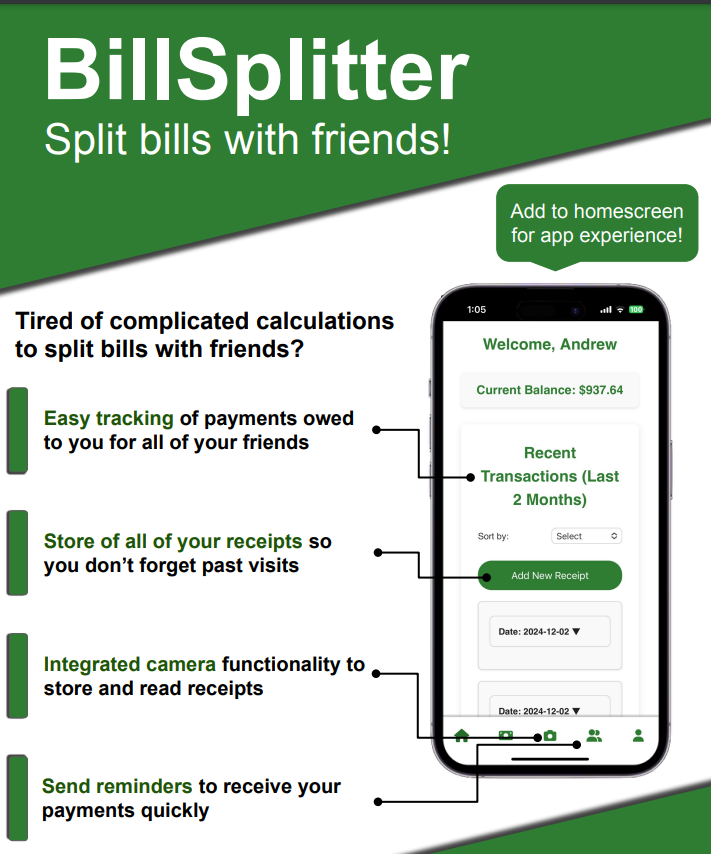 BillSplitter
Split bills with friends!
Add to homescreen
for app experience!
Tired of complicated calculations
to split bills with friends?
Easy tracking of payments owed
to you for all of your friends
Store of all of your receipts so
you don’t forget past visits
Integrated camera functionality to
store and read receipts
Send reminders to receive your
payments quickly
1:05
100
Welcome, Andrew
Current Balance: $937.64
Recent
Transactions (Last
2 Months)
Sort by:
Select
Add New Receipt
Date: 2024-12-02 ▼
Date: 2024-12-02 ▼